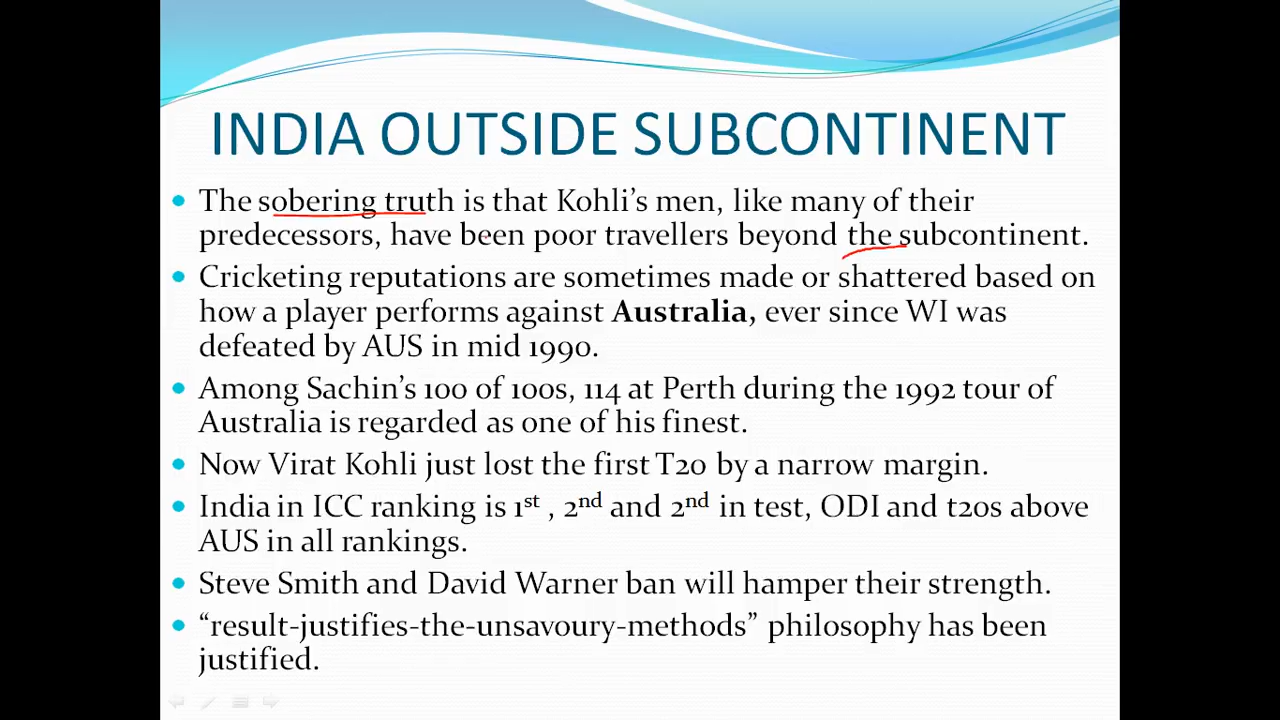 INDIA OUTSIDE SUBCONTINENT
• The sobering truth is that Kohli’s men, like many of their
predecessors, have been poor travellers beyond the subcontinent.
• Cricketing reputations are sometimes made or shattered based on
how a player performs against Australia, ever since WI was
defeated by AUS in mid 1990.
• Among Sachin’s 100 of 100s, 114 at Perth during the 1992 tour of
Australia is regarded as one of his finest.
• Now Virat Kohli just lost the first T20 by a narrow margin.
• India in ICC ranking is 1st , 2nd and 2nd in test, ODI and t20s above
AUS in all rankings.
• Steve Smith and David Warner ban will hamper their strength.
• “result-justifies-the-unsavoury-methods” philosophy has been
justified.